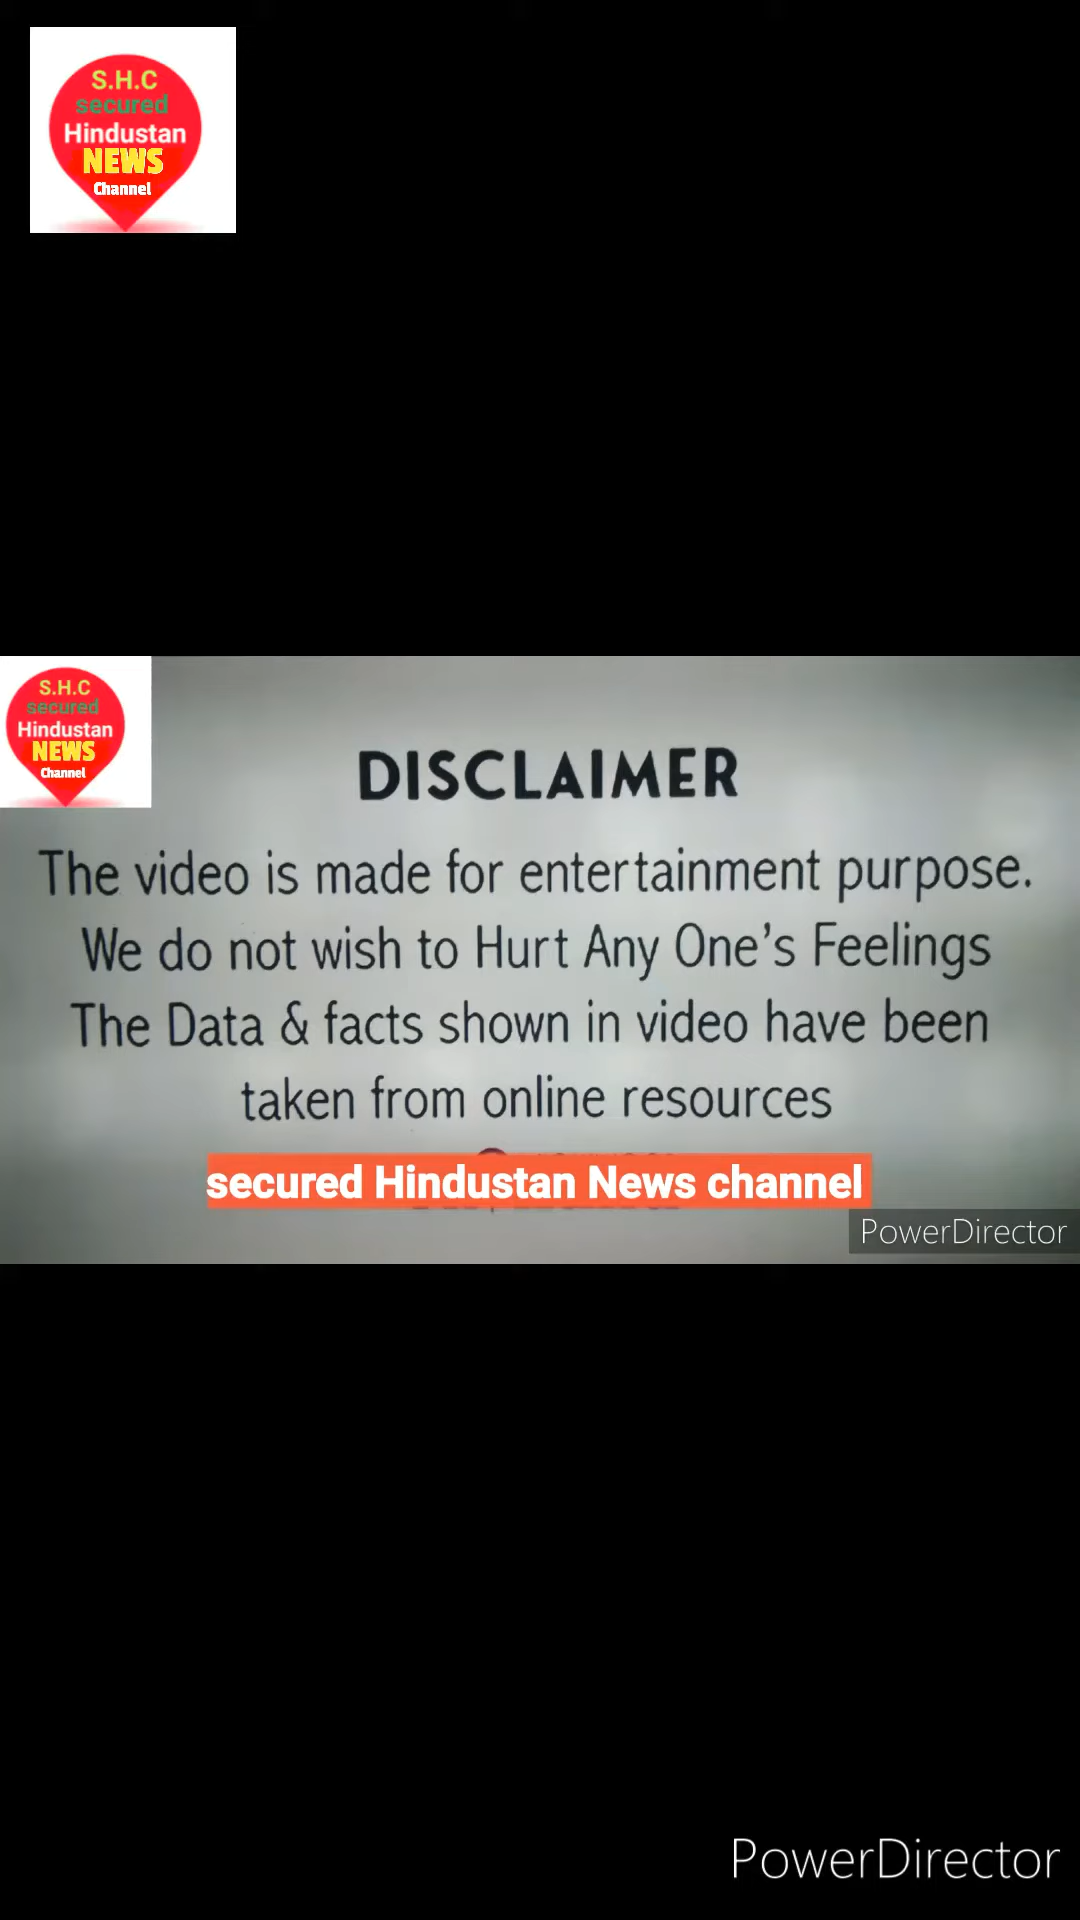 S.H.C
secured
Hindustan
NEWS
Channel
S.H.C
secured
Hindustan
NEWS
Channel
DISCLAIMER
The video is made for entertainment purpose.
We do not wish to Hurt Any One's Feelings
The Data & facts shown in video have been
taken from online resources
secured Hindustan News channel
PowerDirector
PowerDirector